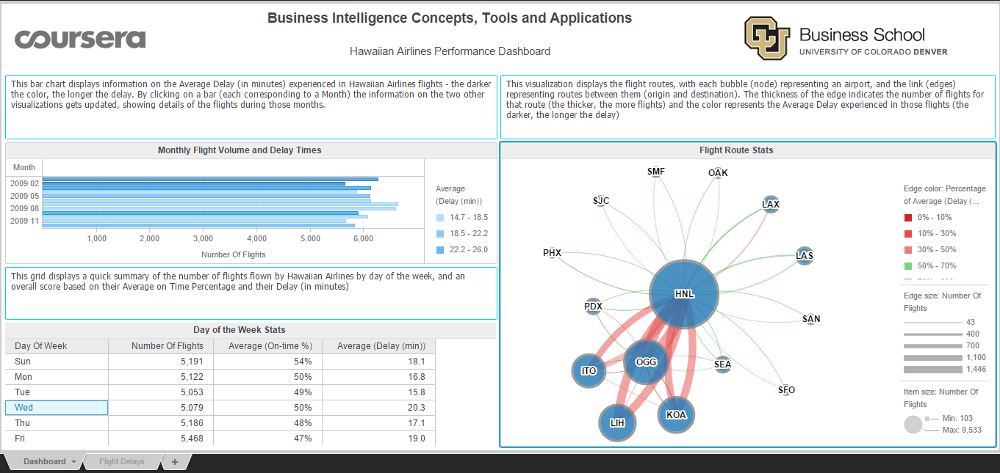 Business Intelligence Concepts, Tools and Applications
coursera
Hawaiian Airlines Performance Dashboard
CU
Business School
UNIVERSITY OF COLORADO DENVER
This bar chart displays information on the Average Delay (in minutes) experienced in Hawaiian Airlines flights - the darker
the color, the longer the delay. By clicking on a bar (each corresponding to a Month) the information on the two other
visualizations gets updated, showing details of the flights during those months.
This visualization displays the flight routes, with each bubble (node) representing an airport, and the link (edges)
representing routes between them (origin and destination). The thickness of the edge indicates the number of flights for
that route (the thicker, the more flights) and the color represents the Average Delay experienced in those flights (the
darker, the longer the delay)
Monthly Flight Volume and Delay Times
Month
2009 02
2009 05
2009 08
2009 11
1,000 2,000 3,000 4,000 5,000 6,000
Number Of Flights
Average
(Delay (min))
14.7 - 18.5
18.5 - 22.2
22.2 - 26.0
This grid displays a quick summary of the number of flights flown by Hawaiian Airlines by day of the week, and an
overall score based on their Average on Time Percentage and their Delay (in minutes)
Day of the Week Stats
Day Of Week Number Of Flights Average (On-time %) Average (Delay (min))
Sun 5,191 54% 18.1
Mon 5,122 50% 16.8
Tue 5,053 49% 15.8
Wed 5,079 50% 20.3
Thu 5,186 48% 17.1
Fri 5,468 47% 19.0
Flight Route Stats
SMF
OAK
SJC
LAX
PHX
LAS
HNL
PDX
SAN
OGG
SEA
ITO
SFO
KOA
LIH
Edge color: Percentage
of Average (Delay (...
0% - 10%
10% - 30%
30% - 50%
50% - 70%
Edge size: Number Of
Flights
43
400
700
1,100
1,446
Item size: Number Of
Flights
Min: 103
Max: 9,533
Dashboard
Flight Delays
+